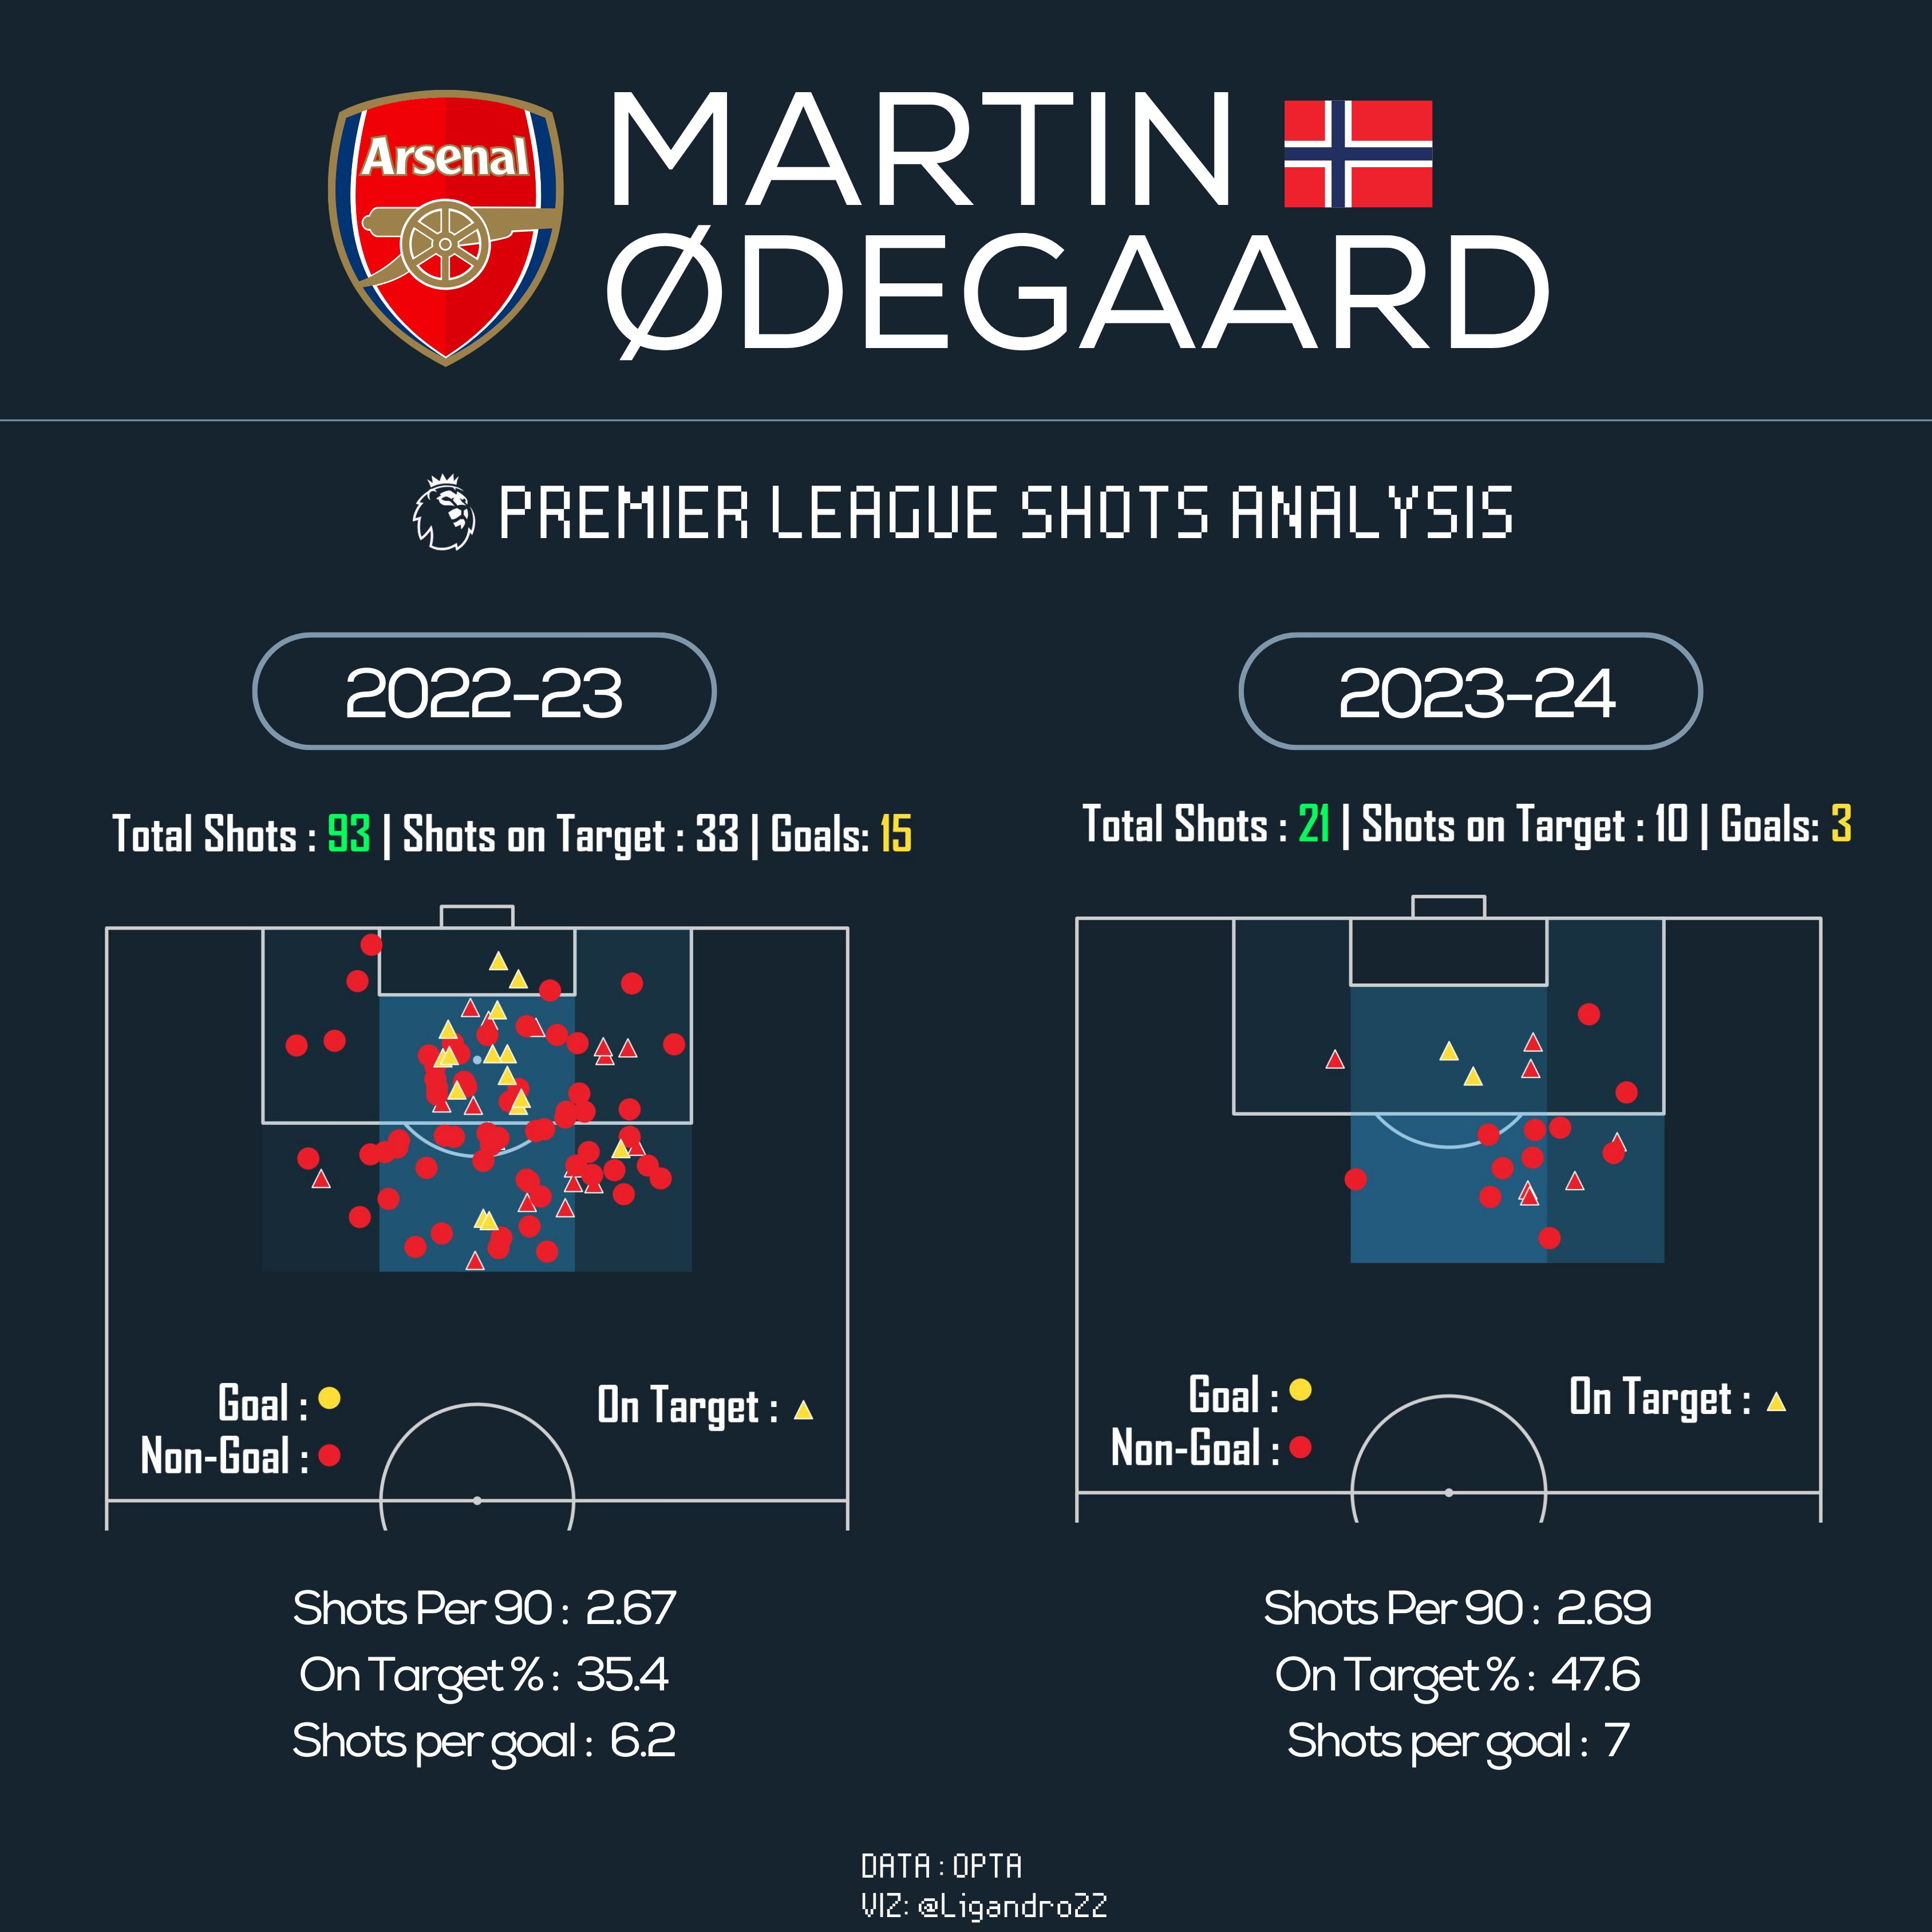 Arsenal
MARTIN
ØDEGAARD
PREMIER LEAGUE SHOTS ANALYSIS
2022-23
2023-24
Total Shots : 93 | Shots on Target : 33 | Goals: 15
Total Shots : 21 | Shots on Target : 10 | Goals: 3
Goal :
Non-Goal :
On Target :
Goal :
Non-Goal :
On Target :
Shots Per 90 : 2.67
On Target % : 35.4
Shots per goal : 6.2
Shots Per 90 : 2.69
On Target % : 47.6
Shots per goal : 7
DATA : OPTA
VIZ: @Ligandro22